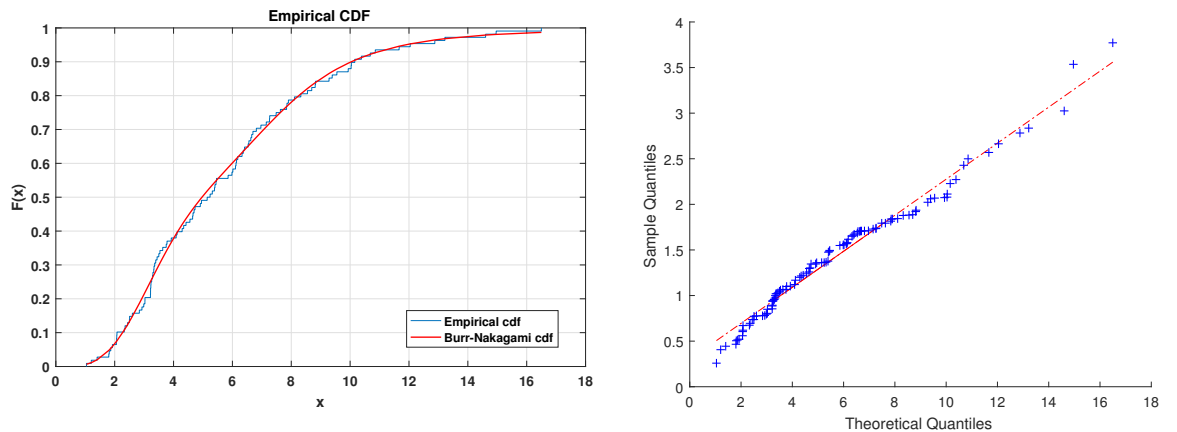 Empirical CDF
F(x)
1
0.9
0.8
0.7
0.6
0.5
0.4
0.3
0.2
0.1
0
0 2 4 6 8 10 12 14 16 18
x
Empirical cdf
Burr-Nakagami cdf
Sample Quantiles
4
3.5
3
2.5
2
1.5
1
0.5
0
0 2 4 6 8 10 12 14 16 18
Theoretical Quantiles